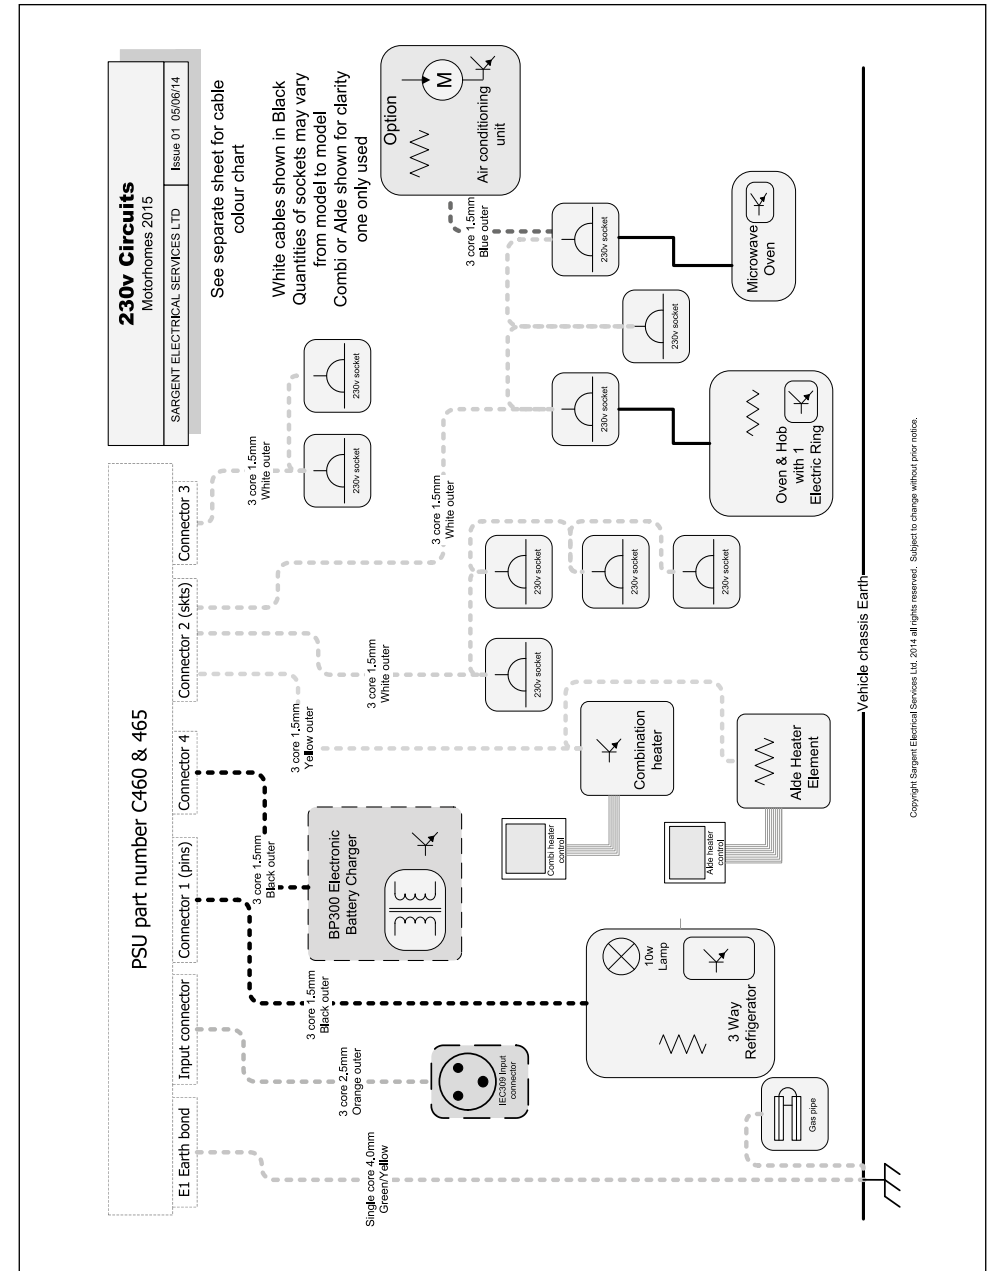 230v Circuits
Motorhomes 2015
SARGENT ELECTRICAL SERVICES LTD
Issue 01 05/06/14
See separate sheet for cable
colour chart
White cables shown in Black
Quantities of sockets may vary
from model to model
Combi or Alde shown for clarity
one only used
PSU part number C460 & 465
E1 Earth bond
Input connector
Connector 1 (pins)
Connector 4
Connector 2 (skts)
Connector 3
Single core 4.0mm
Green/Yellow
3 core 2.5mm
Orange outer
3 core 1.5mm
Black outer
3 core 1.5mm
Black outer
3 core 1.5mm
Yellow outer
3 core 1.5mm
White outer
3 core 1.5mm
White outer
3 core 1.5mm
White outer
3 core 1.5mm
Blue outer
IEC309 Input
connector
BP300 Electronic
Battery Charger
230v socket
230v socket
230v socket
230v socket
230v socket
230v socket
230v socket
230v socket
230v socket
Option
M
Air conditioning
unit
Microwave
Oven
Oven & Hob
with 1
Electric Ring
Combination
heater
Combi heater
control
Alde Heater
Element
Alde heater
control
10w
Lamp
3 Way
Refrigerator
Gas pipe
Vehicle chassis Earth
Copyright Sargent Electrical Services Ltd. 2014 all rights reserved. Subject to change without prior notice.